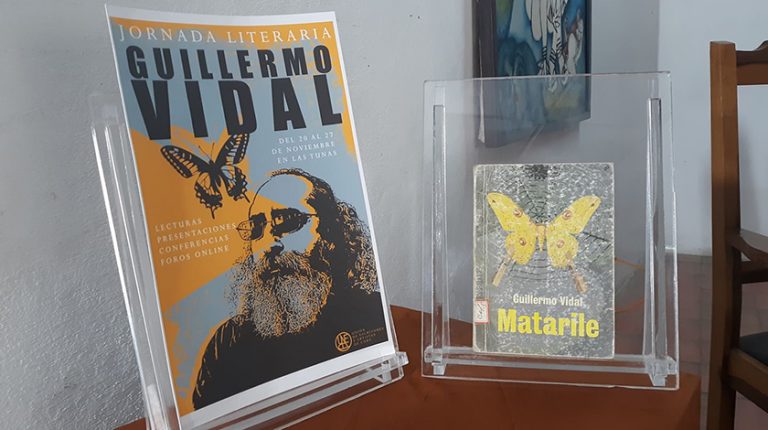 JORNADA LITERARIA
GUILLERMO
VIDAL
DEL 20 AL 27
DE NOVIEMBRE
EN LAS TUNAS
LECTURAS
PRESENTACIONES
CONFERENCIAS
FOROS ONLINE
Guillermo Vidal
Matarile